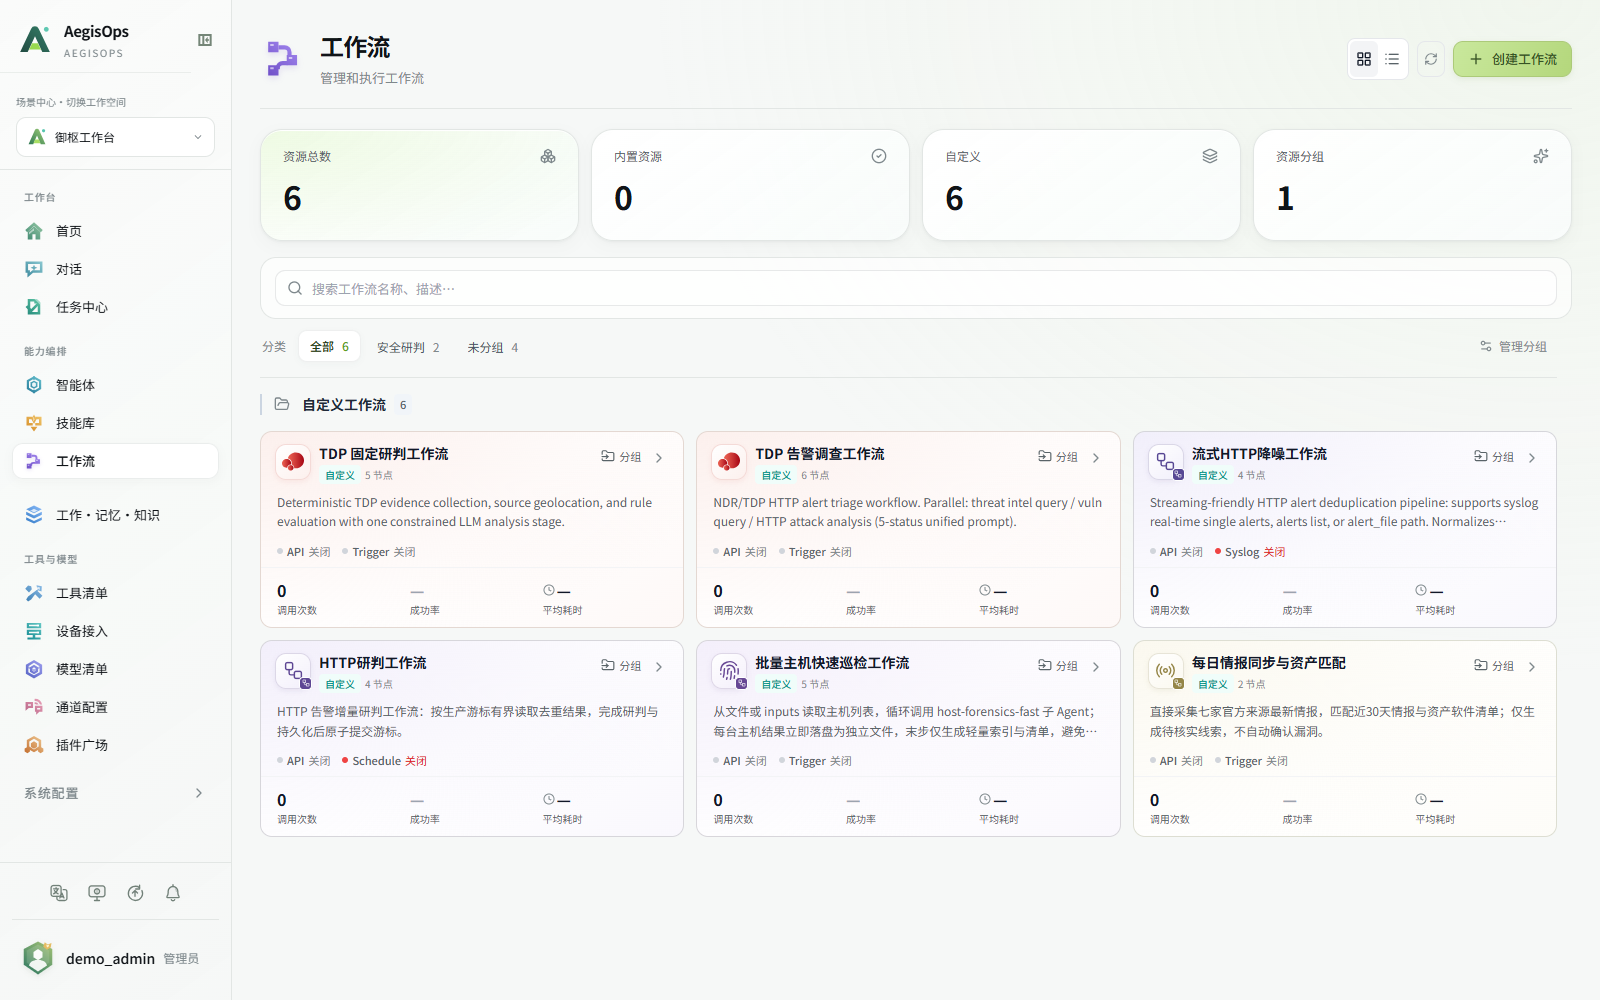 AegisOps
AEGISOPS
场景中心・切换工作空间
御枢工作台
工作台
首页
对话
任务中心
能力编排
智能体
技能库
工作流
工作・记忆・知识
工具与模型
工具清单
设备接入
模型清单
通道配置
插件广场
系统配置
demo_admin 管理员
工作流
管理和执行工作流
创建工作流
资源总数
6
内置资源
0
自定义
6
资源分组
1
搜索工作流名称、描述…
分类 全部 6 安全研判 2 未分组 4 管理分组
自定义工作流 6
TDP 固定研判工作流 分组
自定义 5 节点
Deterministic TDP evidence collection, source geolocation, and rule
evaluation with one constrained LLM analysis stage.
API 关闭 Trigger 关闭
0 — —
调用次数 成功率 平均耗时
TDP 告警调查工作流 分组
自定义 6 节点
NDR/TDP HTTP alert triage workflow. Parallel: threat intel query / vuln
query / HTTP attack analysis (5-status unified prompt).
API 关闭 Trigger 关闭
0 — —
调用次数 成功率 平均耗时
流式HTTP降噪工作流 分组
自定义 4 节点
Streaming-friendly HTTP alert deduplication pipeline: supports syslog
real-time single alerts, alerts list, or alert_file path. Normalizes…
API 关闭 Syslog 关闭
0 — —
调用次数 成功率 平均耗时
HTTP研判工作流 分组
自定义 4 节点
HTTP 告警增量研判工作流：按生产游标有界读取去重结果，完成研判与
持久化后原子提交游标。
API 关闭 Schedule 关闭
0 — —
调用次数 成功率 平均耗时
批量主机快速巡检工作流 分组
自定义 5 节点
从文件或 inputs 读取主机列表，循环调用 host-forensics-fast 子 Agent；
每台主机结果立即落盘为独立文件，末步仅生成轻量索引与清单，避免…
API 关闭 Trigger 关闭
0 — —
调用次数 成功率 平均耗时
每日情报同步与资产匹配 分组
自定义 2 节点
直接采集七家官方来源最新情报，匹配近30天情报与资产软件清单；仅生
成待核实线索，不自动确认漏洞。
API 关闭 Trigger 关闭
0 — —
调用次数 成功率 平均耗时